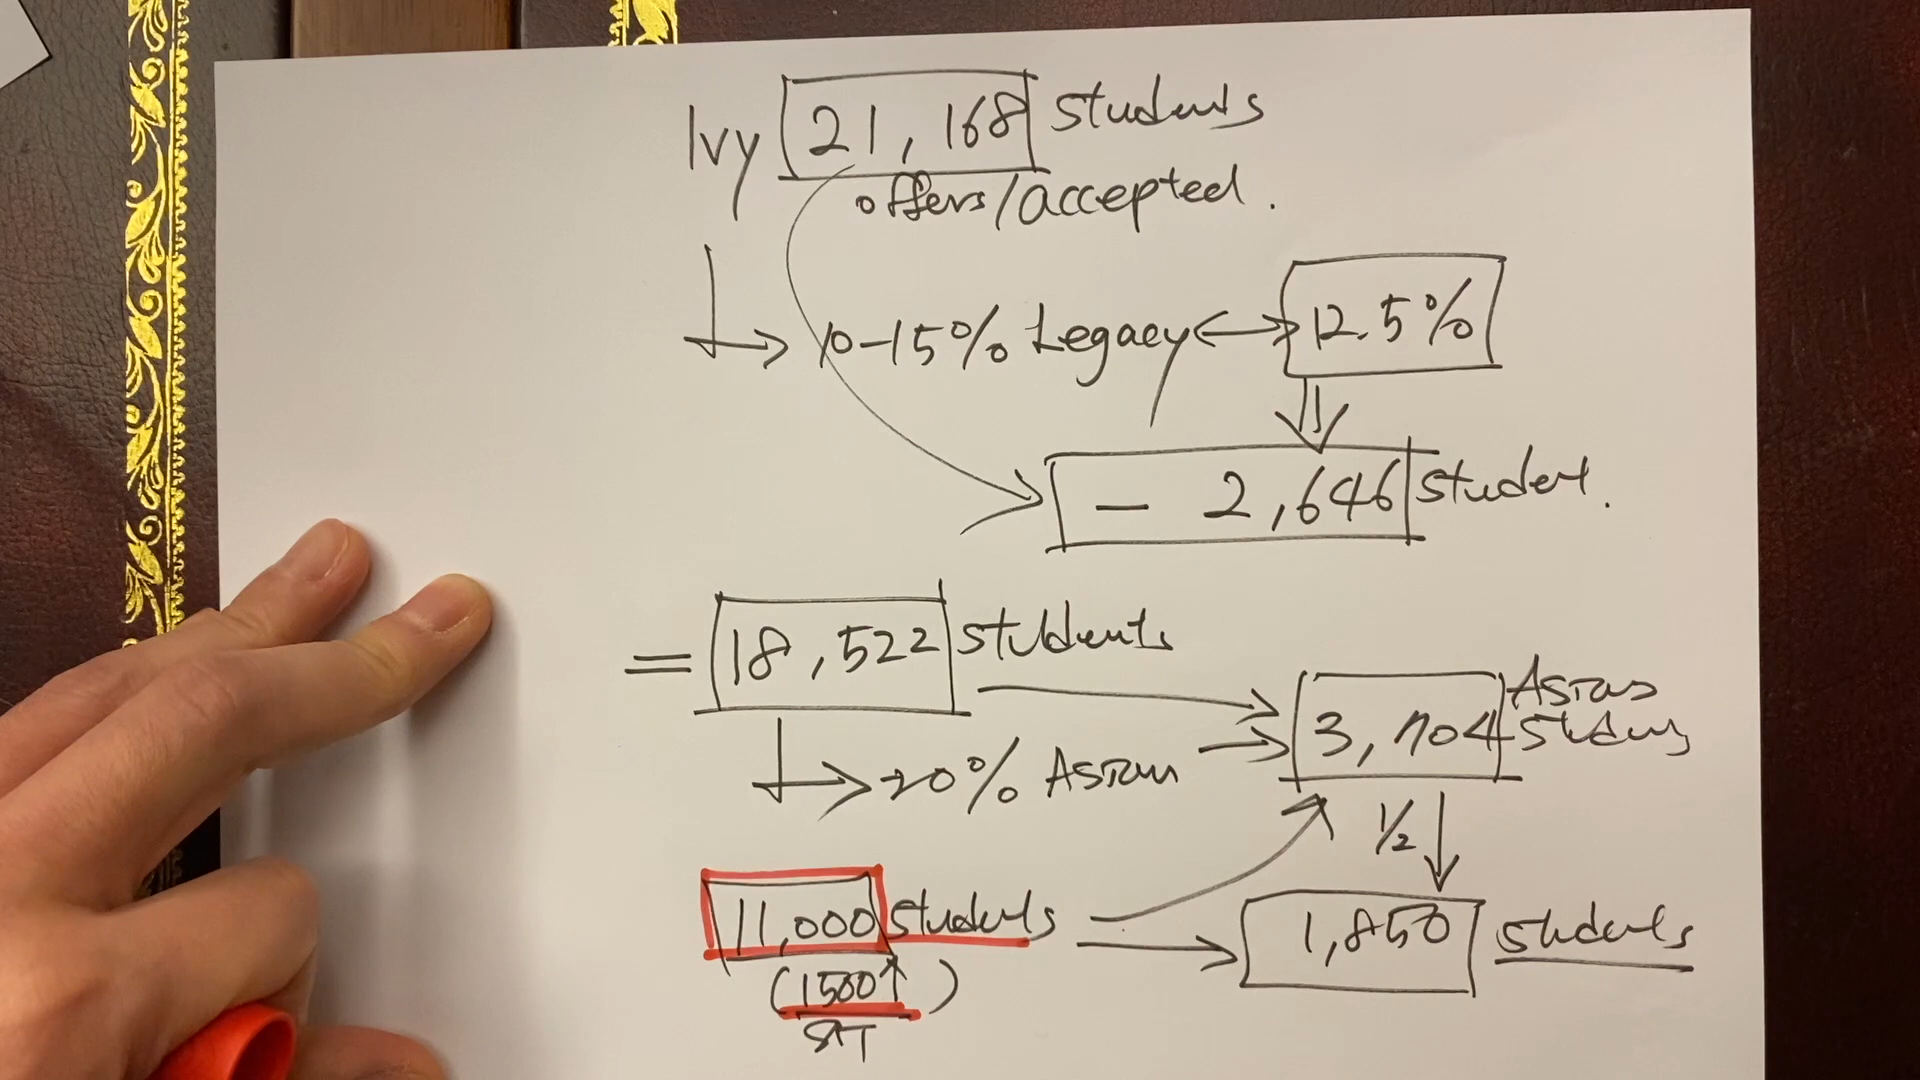 Ivy 21,168 students
offers/accepted.
10-15% Legacy 12.5%
- 2,646 student.
= 18,522 students
3,704 Asian
students
20% Asian
1/2
11,000 students
1,850 students
(1500↑)
SAT